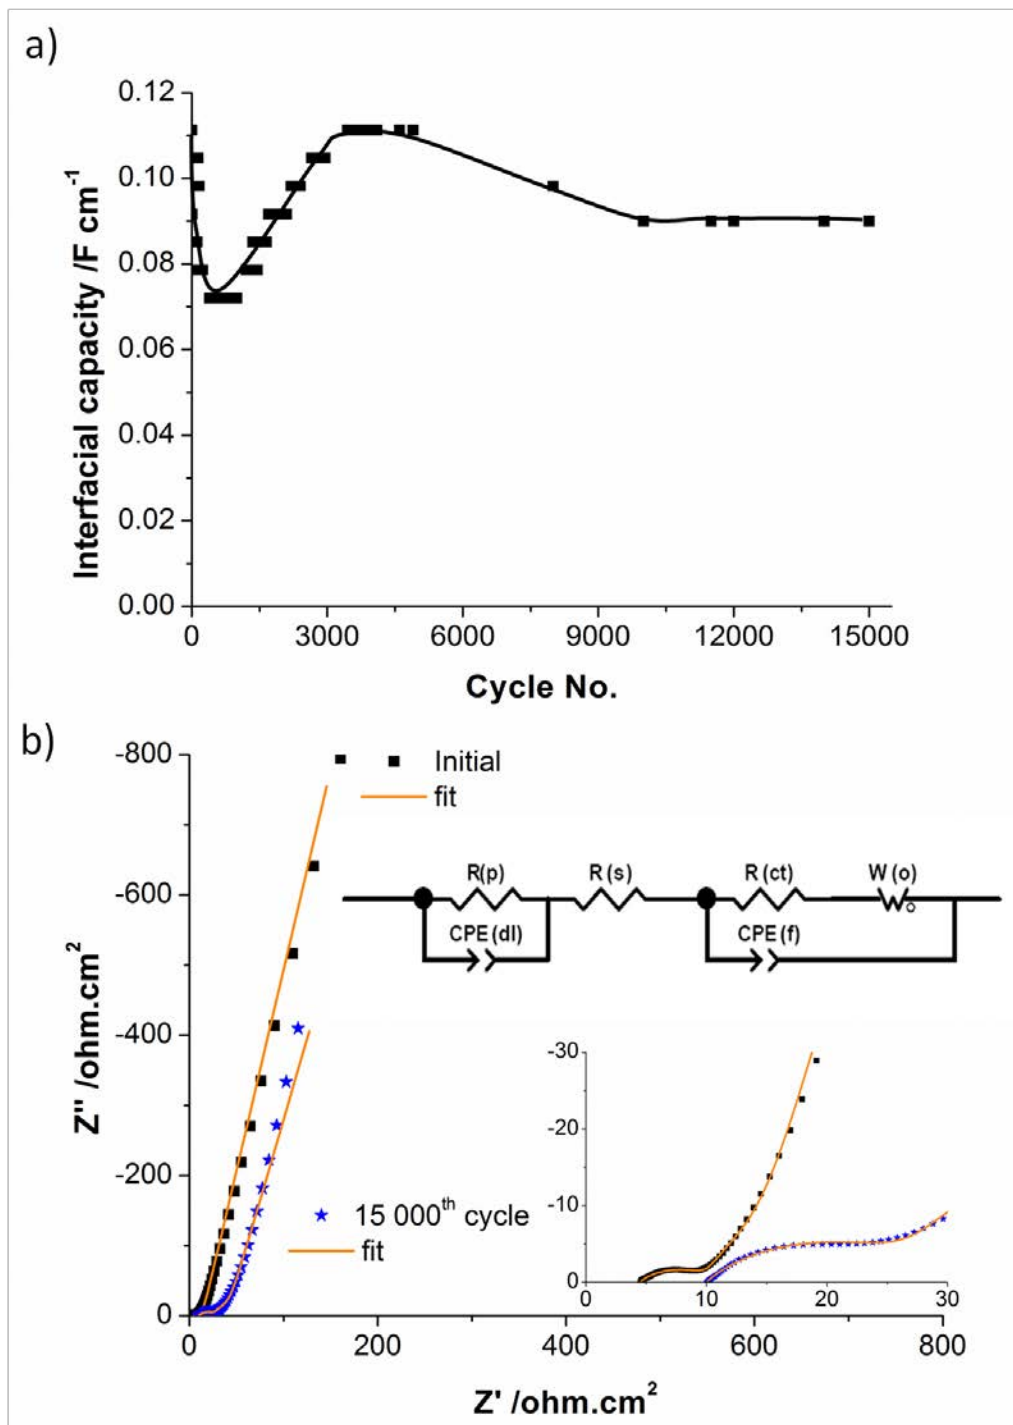 a)
0.12
0.10
0.08
0.06
0.04
0.02
0.00
Interfacial capacity /F cm⁻¹
0 3000 6000 9000 12000 15000
Cycle No.
b)
-800
-600
-400
-200
0
Z'' /ohm.cm²
Initial
fit
R(p) R(s) R(ct) W(o)
CPE(dl) CPE(f)
15 000ᵗʰ cycle
fit
-30
-20
-10
0
0 10 20 30
0 200 400 600 800
Z' /ohm.cm²